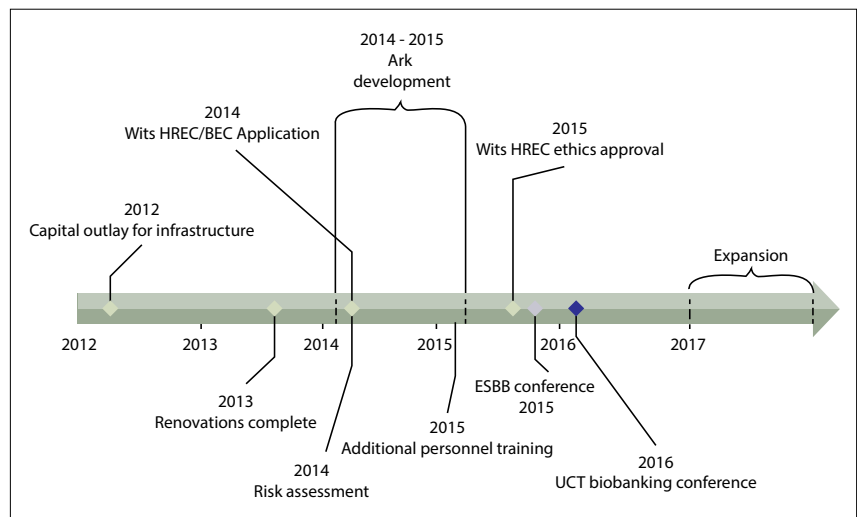 2014 - 2015
Ark
development
2014
Wits HREC/BEC Application
2015
Wits HREC ethics approval
2012
Capital outlay for infrastructure
Expansion
2012
2013
2014
2015
2016
2017
2013
Renovations complete
2014
Risk assessment
2015
Additional personnel training
ESBB conference
2015
2016
UCT biobanking conference